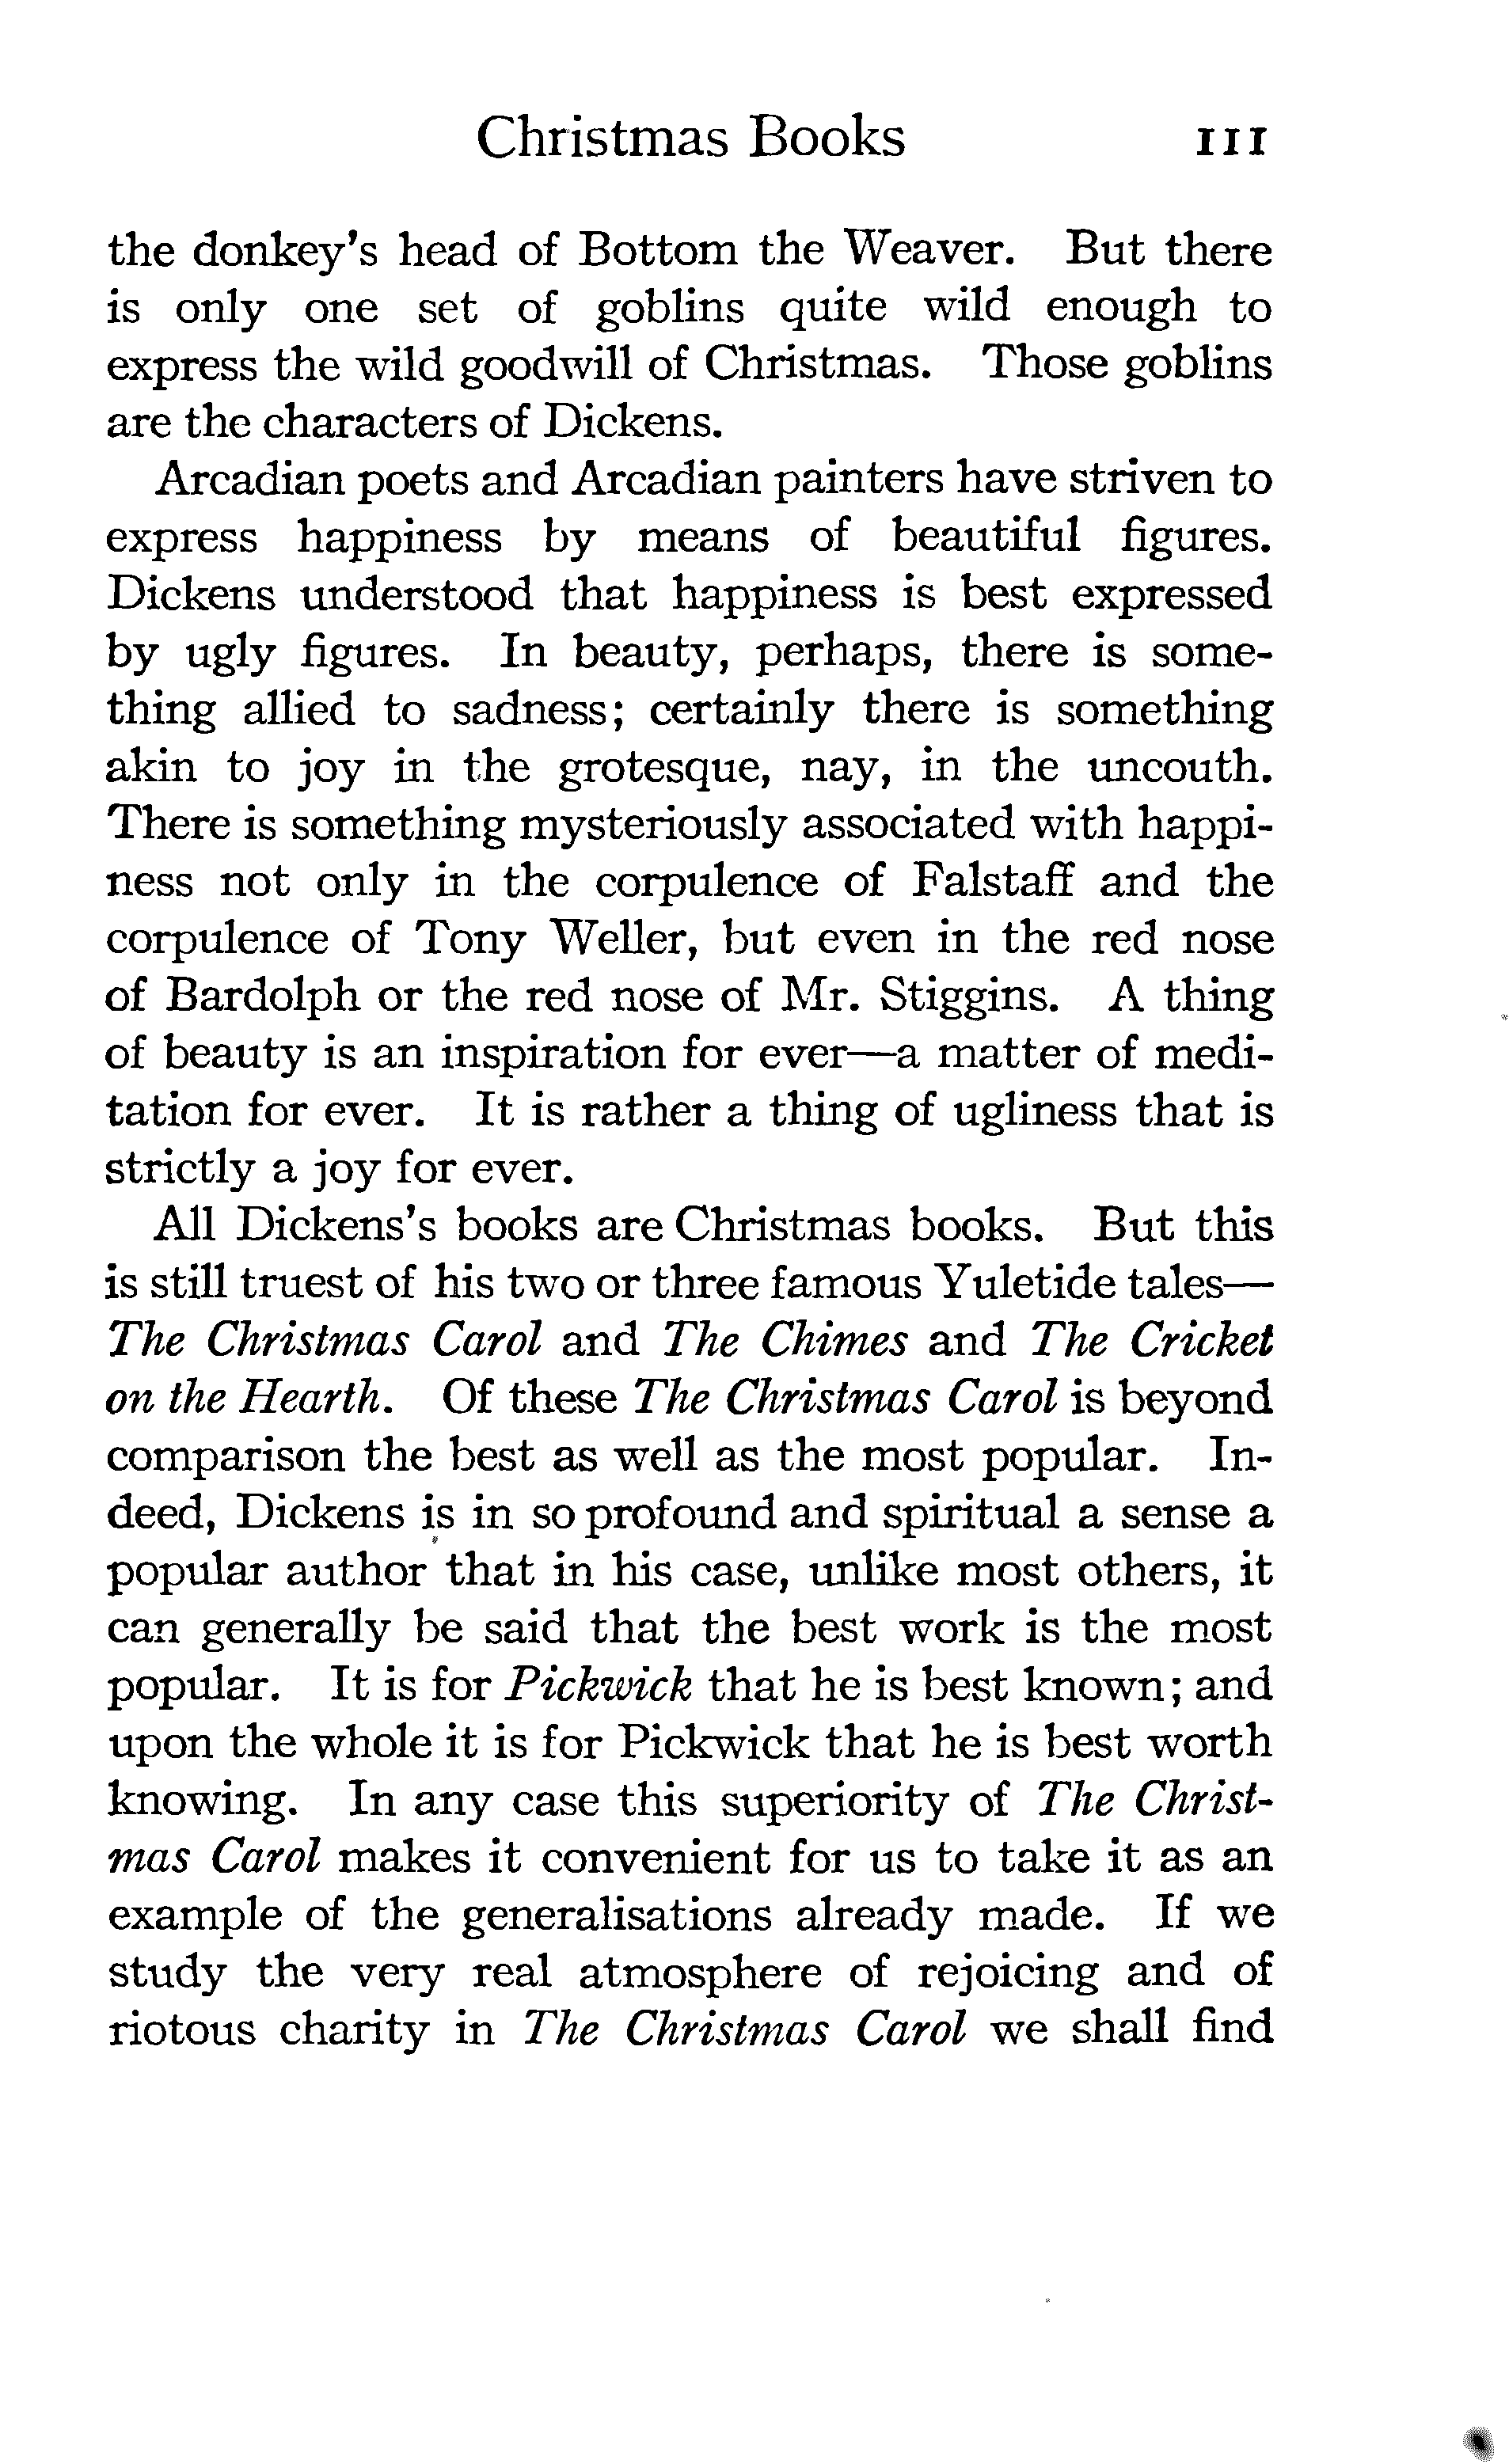 Christmas Books 111
the donkey's head of Bottom the Weaver. But there
is only one set of goblins quite wild enough to
express the wild goodwill of Christmas. Those goblins
are the characters of Dickens.
Arcadian poets and Arcadian painters have striven to
express happiness by means of beautiful figures.
Dickens understood that happiness is best expressed
by ugly figures. In beauty, perhaps, there is some-
thing allied to sadness; certainly there is something
akin to joy in the grotesque, nay, in the uncouth.
There is something mysteriously associated with happi-
ness not only in the corpulence of Falstaff and the
corpulence of Tony Weller, but even in the red nose
of Bardolph or the red nose of Mr. Stiggins. A thing
of beauty is an inspiration for ever—a matter of medi-
tation for ever. It is rather a thing of ugliness that is
strictly a joy for ever.
All Dickens's books are Christmas books. But this
is still truest of his two or three famous Yuletide tales—
The Christmas Carol and The Chimes and The Cricket
on the Hearth. Of these The Christmas Carol is beyond
comparison the best as well as the most popular. In-
deed, Dickens is in so profound and spiritual a sense a
popular author that in his case, unlike most others, it
can generally be said that the best work is the most
popular. It is for Pickwick that he is best known; and
upon the whole it is for Pickwick that he is best worth
knowing. In any case this superiority of The Christ-
mas Carol makes it convenient for us to take it as an
example of the generalisations already made. If we
study the very real atmosphere of rejoicing and of
riotous charity in The Christmas Carol we shall find